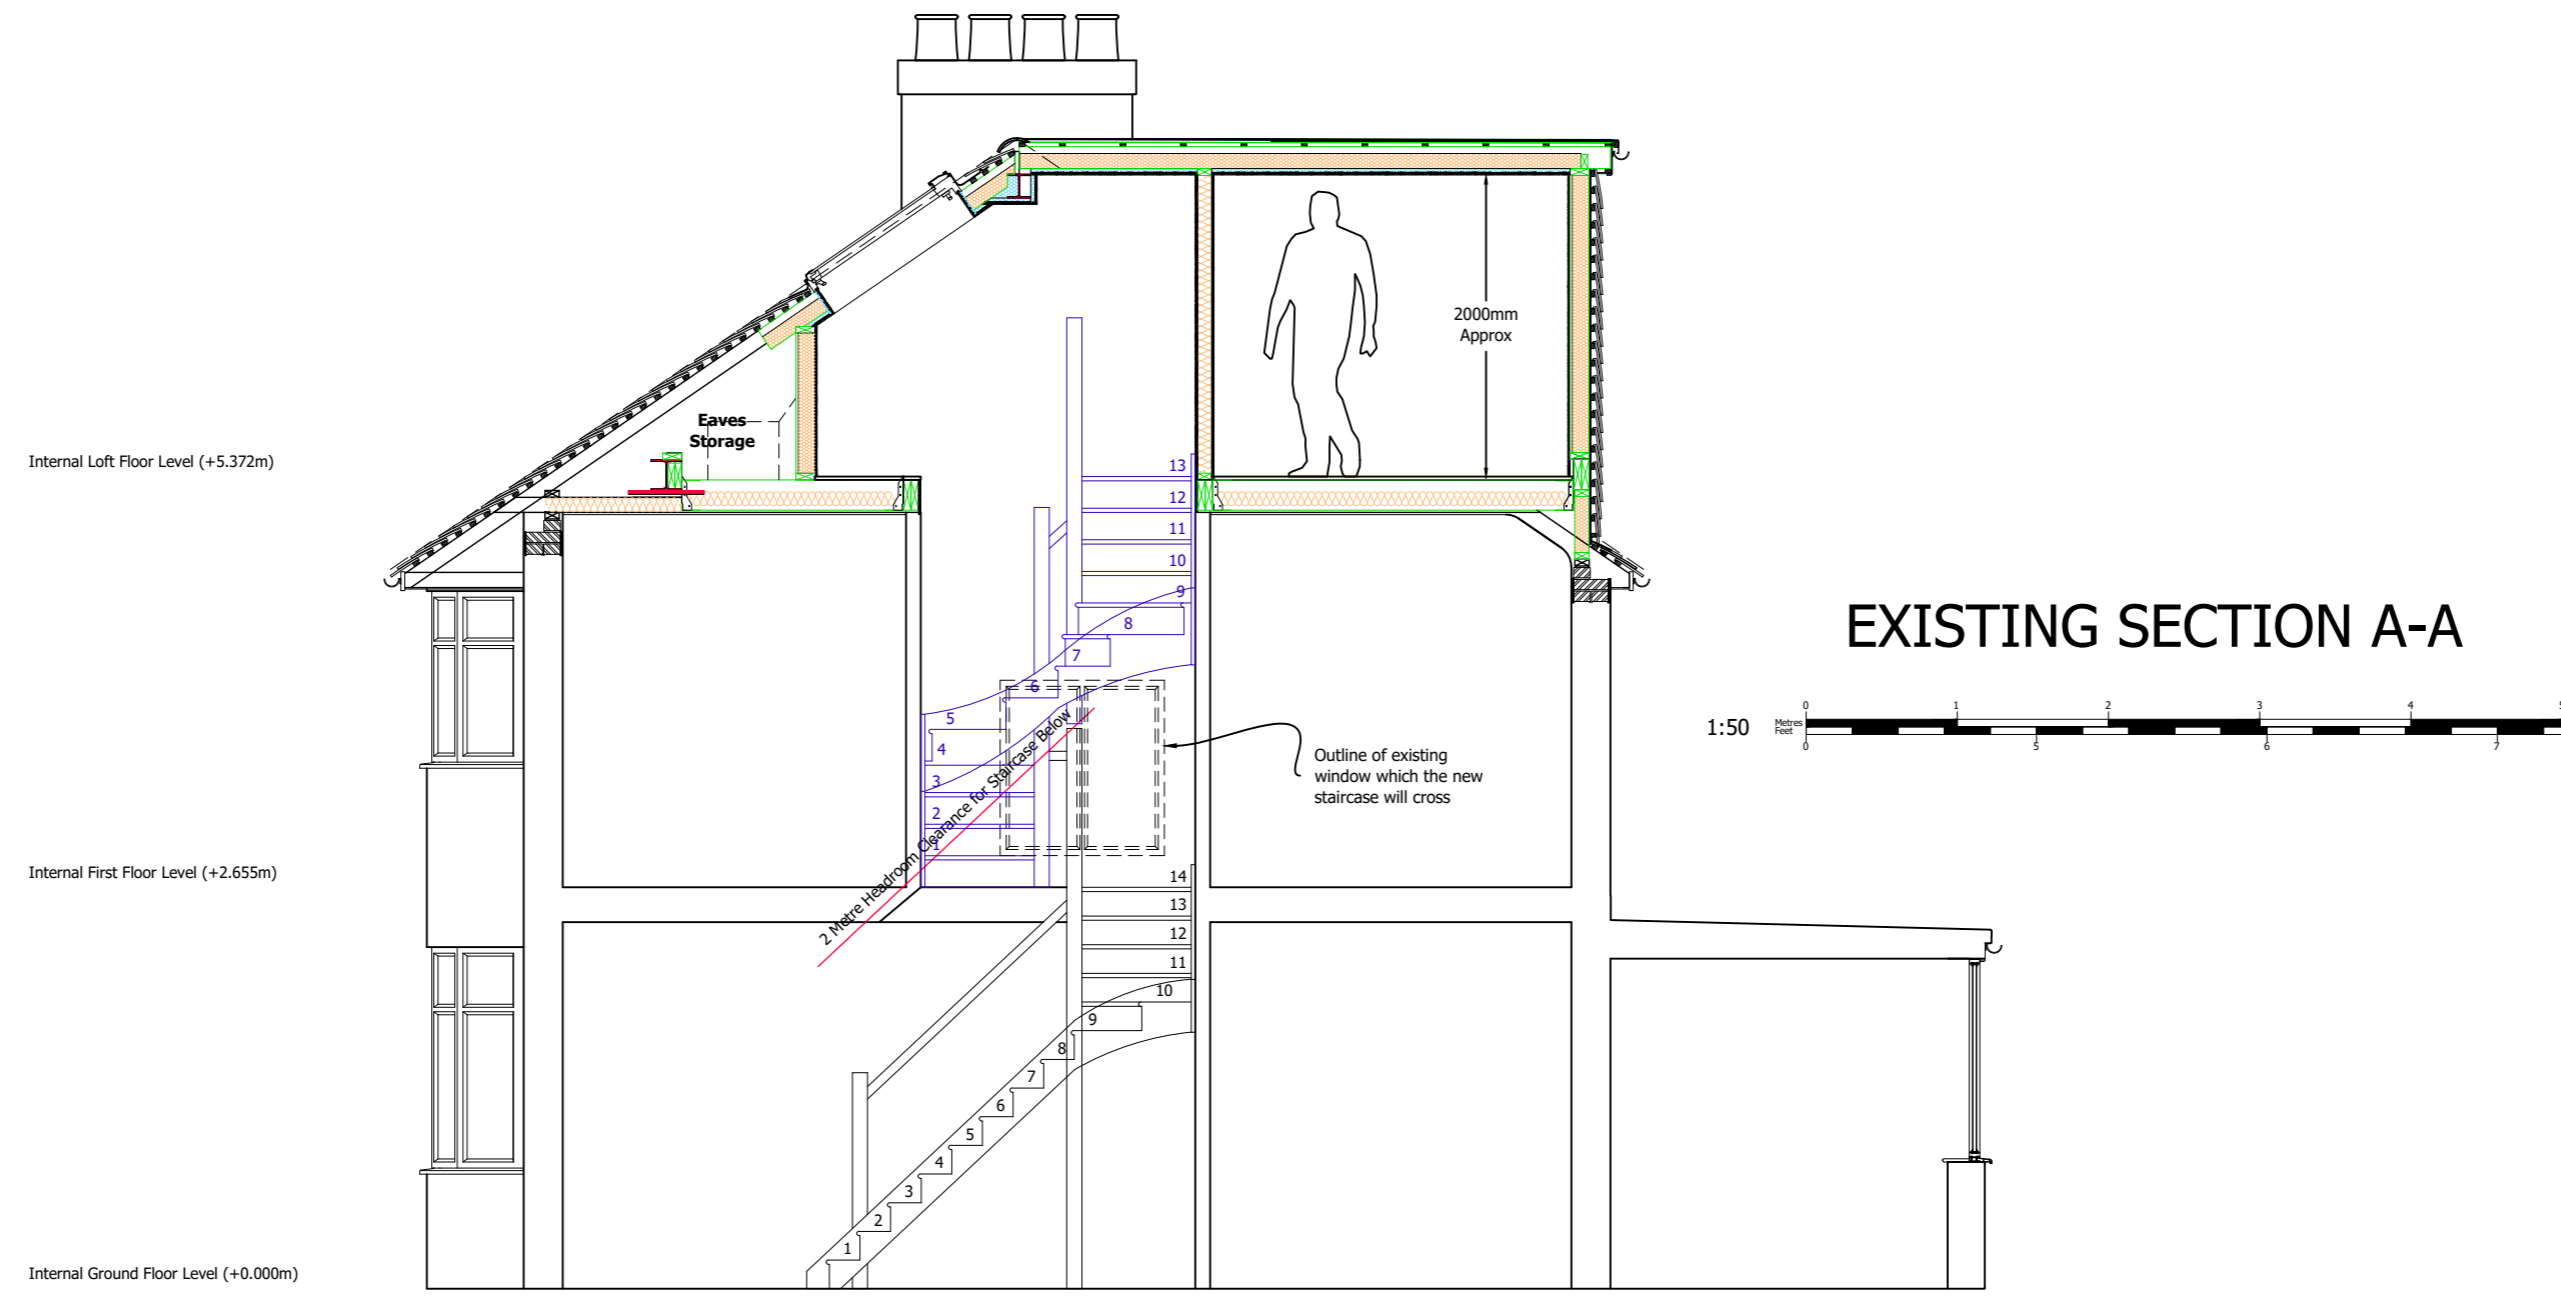 2000mm
Approx
Eaves
Storage
Internal Loft Floor Level (+5.372m)
13
12
11
10
9
8
7
6
5
4
3
2
1
EXISTING SECTION A-A
1:50
Metres
Feet
0 1 2 3 4 5
0 5 6 7
Outline of existing
window which the new
staircase will cross
2 Metre Headroom Clearance for Staircase Below
Internal First Floor Level (+2.655m)
14
13
12
11
10
9
8
7
6
5
4
3
2
1
Internal Ground Floor Level (+0.000m)